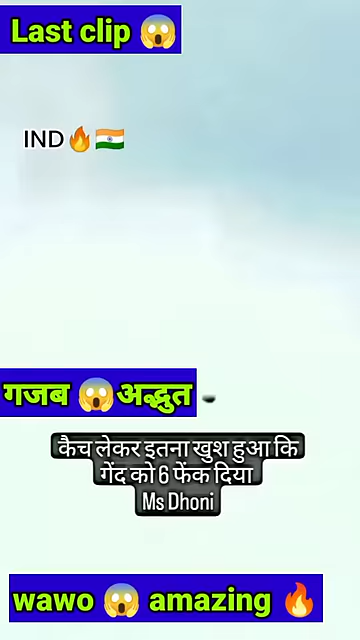 Last clip 😱
IND🔥🇮🇳
गजब 😱अद्भुत
कैच लेकर इतना खुश हुआ कि
गेंद को 6 फेंक दिया
Ms Dhoni
wawo 😱 amazing 🔥